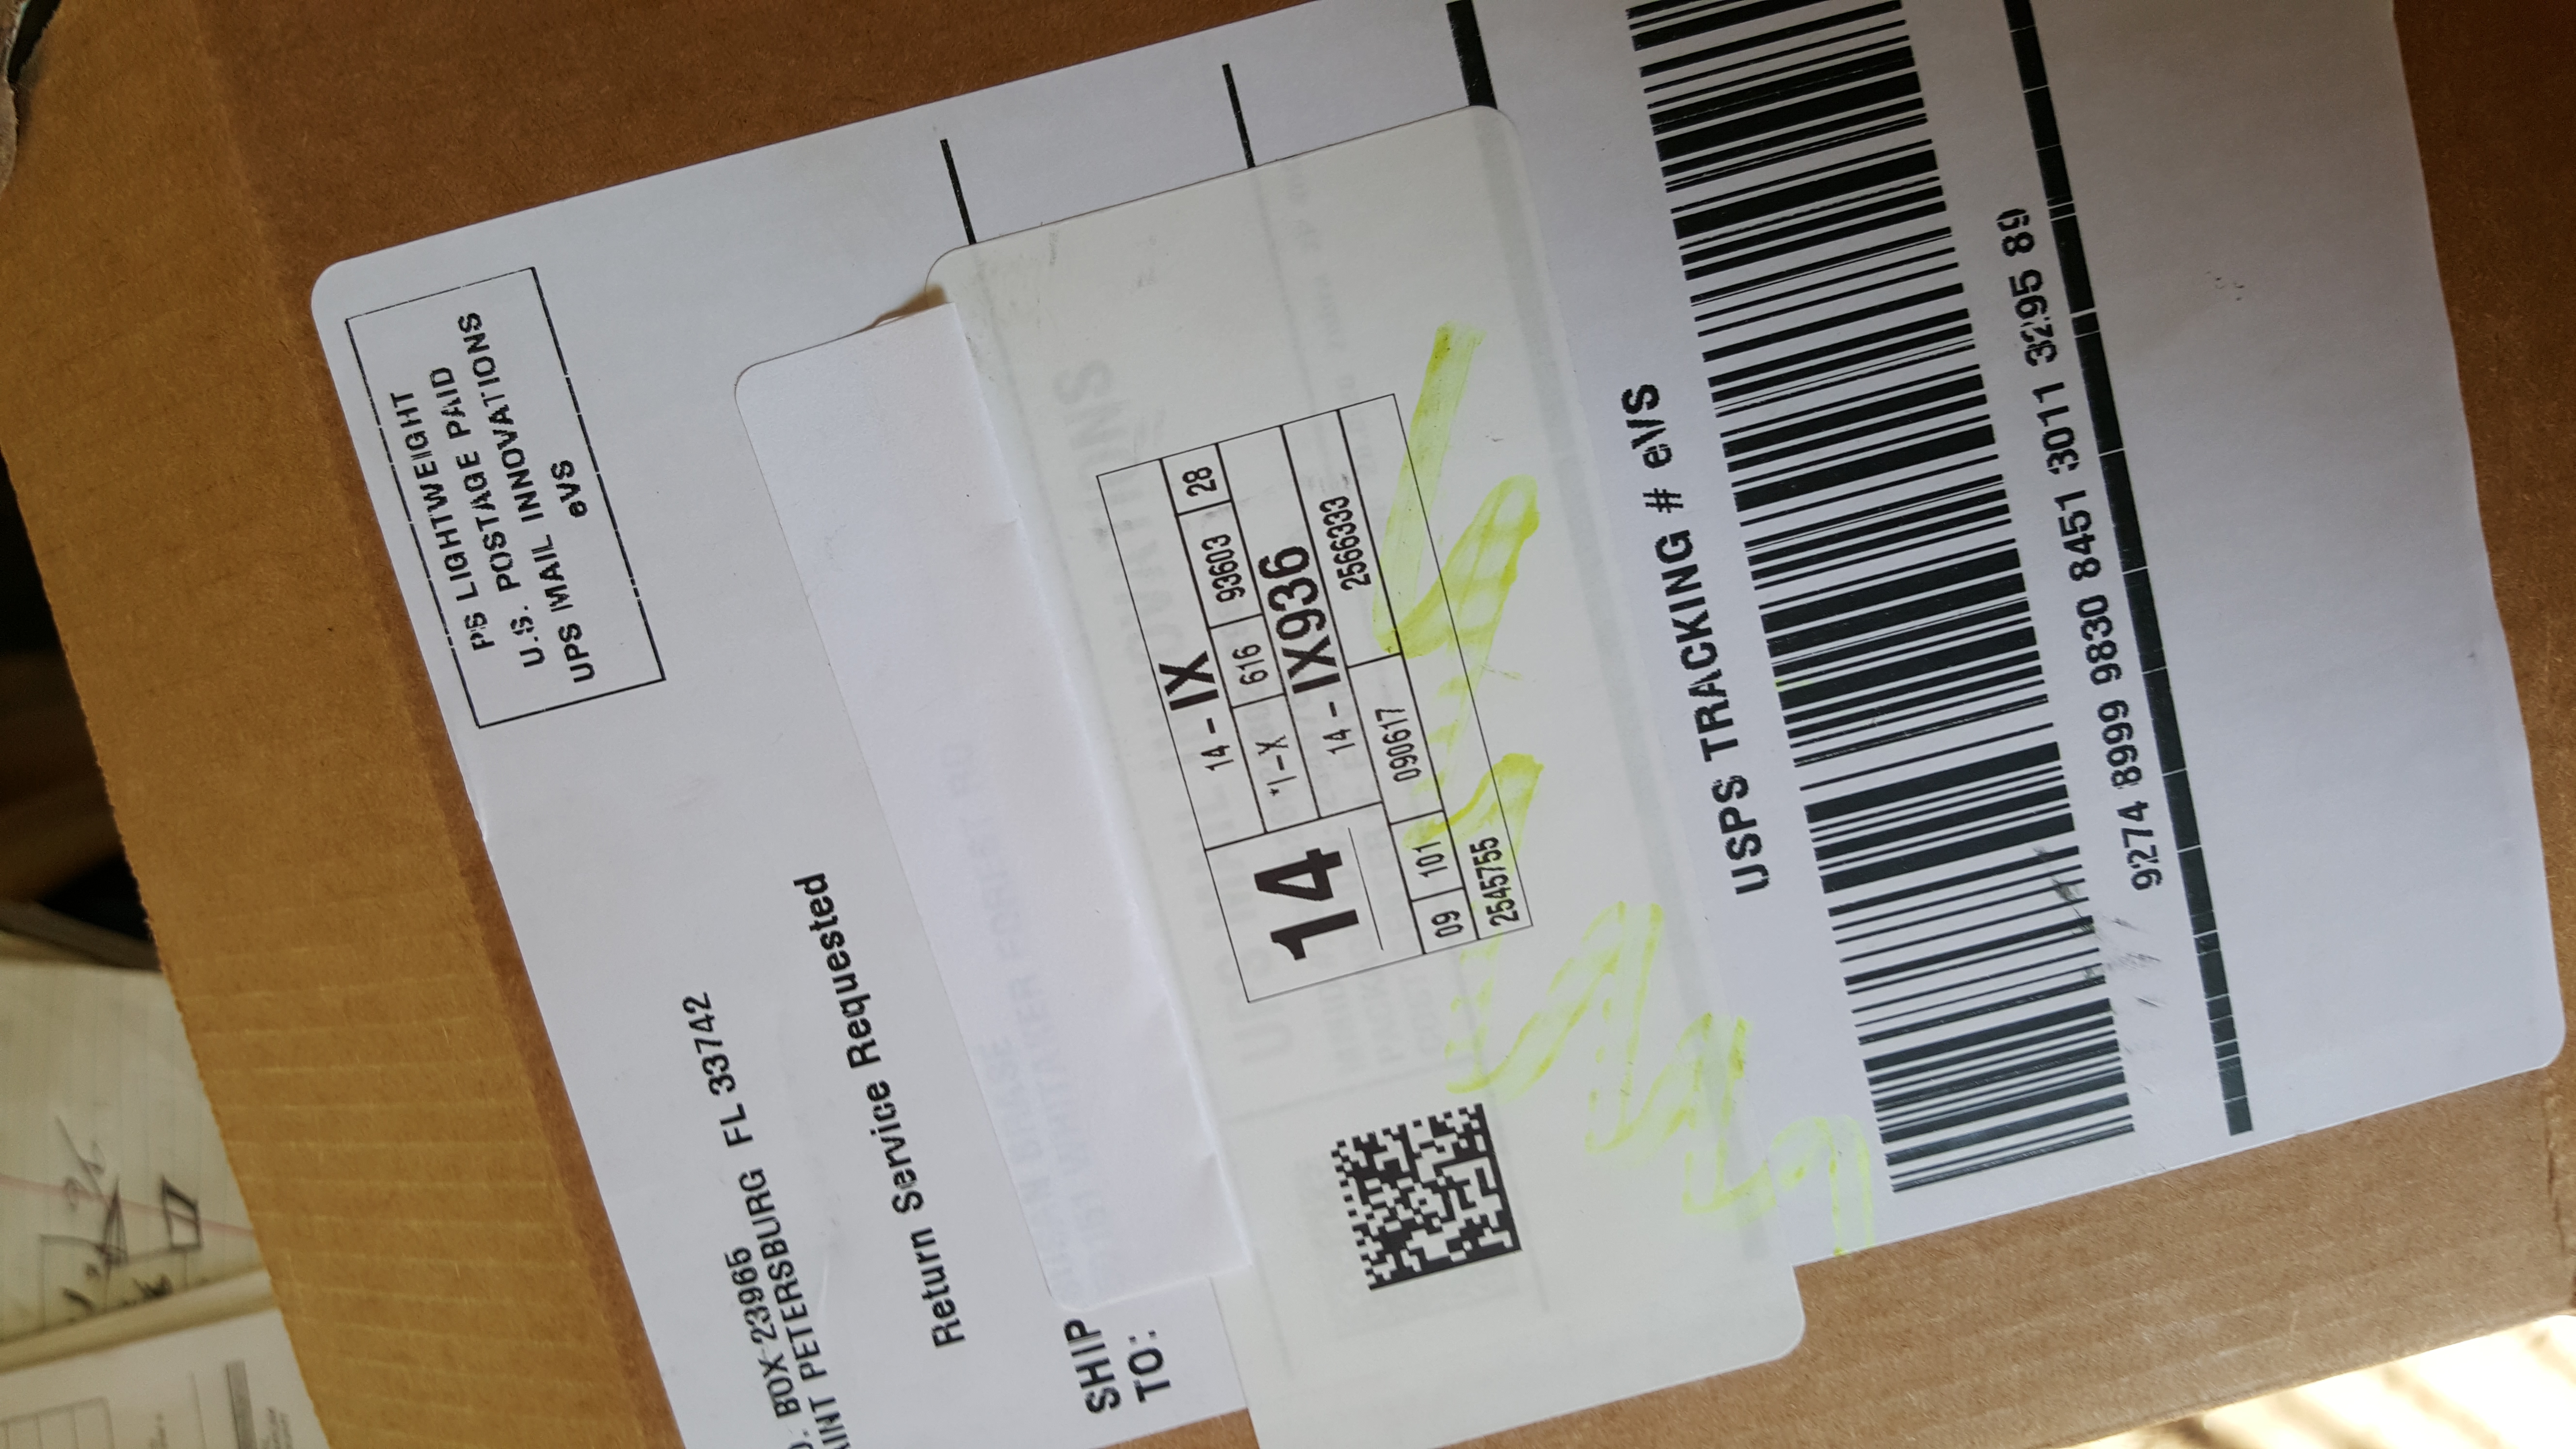 PS LIGHTWEIGHT
U.S. POSTAGE PAID
UPS MAIL INNOVATIONS
eVS
BOX 23965
SAINT PETERSBURG FL 33742
Return Service Requested
SHIP
TO:
14 14 - IX
*I-X 616 93603 28
14 - IX936
09 101 090617 2566333
2545755
USPS TRACKING # eVS
9274 8999 9830 8451 3011 3295 89